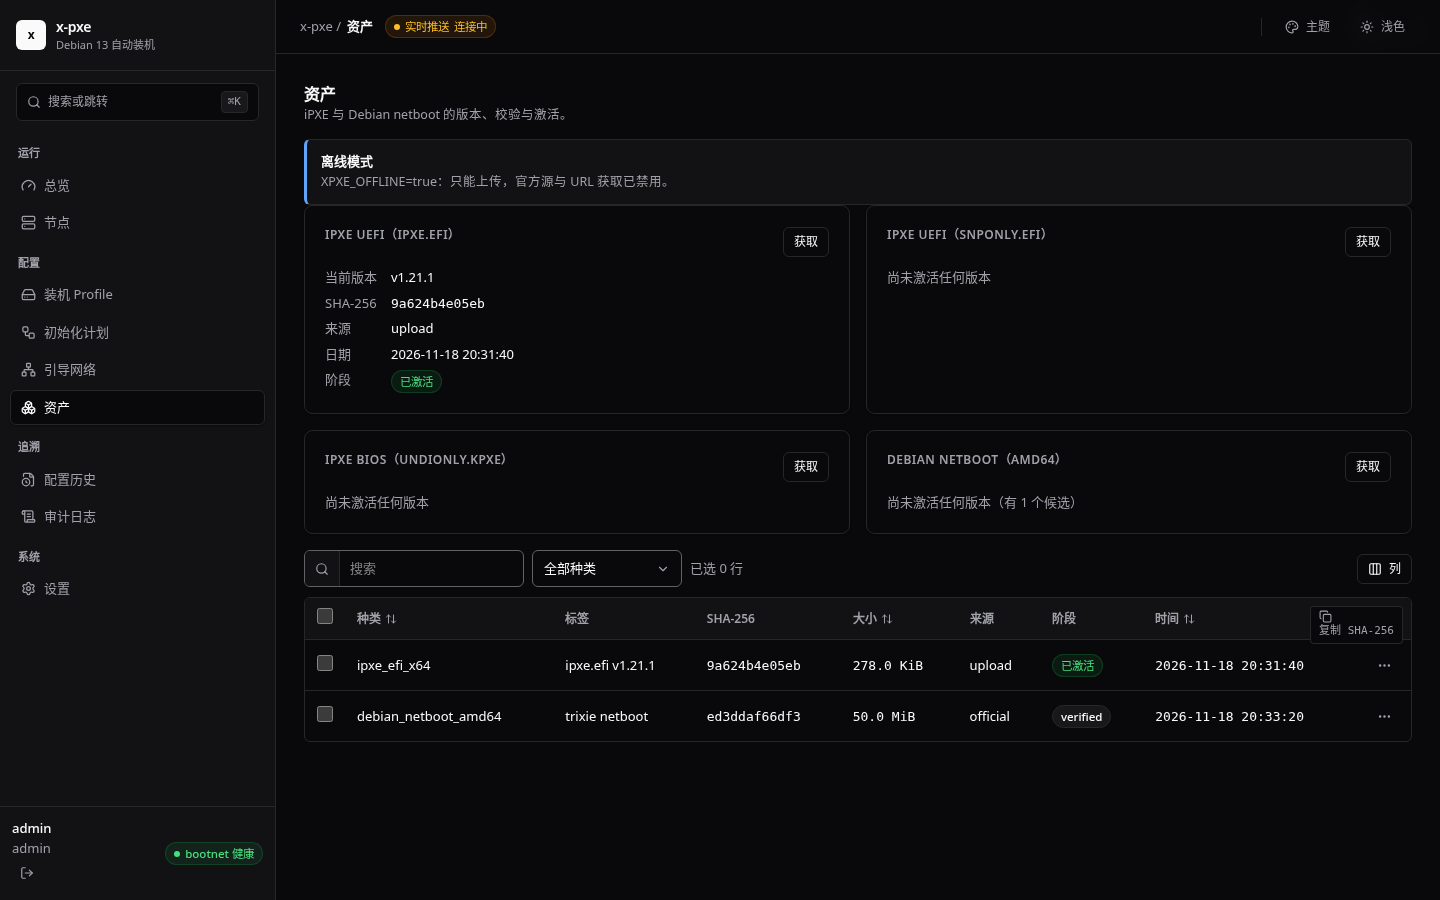 x
x-pxe
Debian 13 自动装机
搜索或跳转
⌘K
运行
总览
节点
配置
装机 Profile
初始化计划
引导网络
资产
追溯
配置历史
审计日志
系统
设置
admin
admin
bootnet 健康
x-pxe / 资产
实时推送 连接中
主题
浅色
资产
iPXE 与 Debian netboot 的版本、校验与激活。
离线模式
XPXE_OFFLINE=true：只能上传，官方源与 URL 获取已禁用。
IPXE UEFI（IPXE.EFI）
获取
当前版本 v1.21.1
SHA-256 9a624b4e05eb
来源 upload
日期 2026-11-18 20:31:40
阶段 已激活
IPXE UEFI（SNPONLY.EFI）
获取
尚未激活任何版本
IPXE BIOS（UNDIONLY.KPXE）
获取
尚未激活任何版本
DEBIAN NETBOOT（AMD64）
获取
尚未激活任何版本（有 1 个候选）
搜索
全部种类
已选 0 行
列
种类 标签 SHA-256 大小 来源 阶段 时间
复制 SHA-256
ipxe_efi_x64 ipxe.efi v1.21.1 9a624b4e05eb 278.0 KiB upload 已激活 2026-11-18 20:31:40
debian_netboot_amd64 trixie netboot ed3ddaf66df3 50.0 MiB official verified 2026-11-18 20:33:20